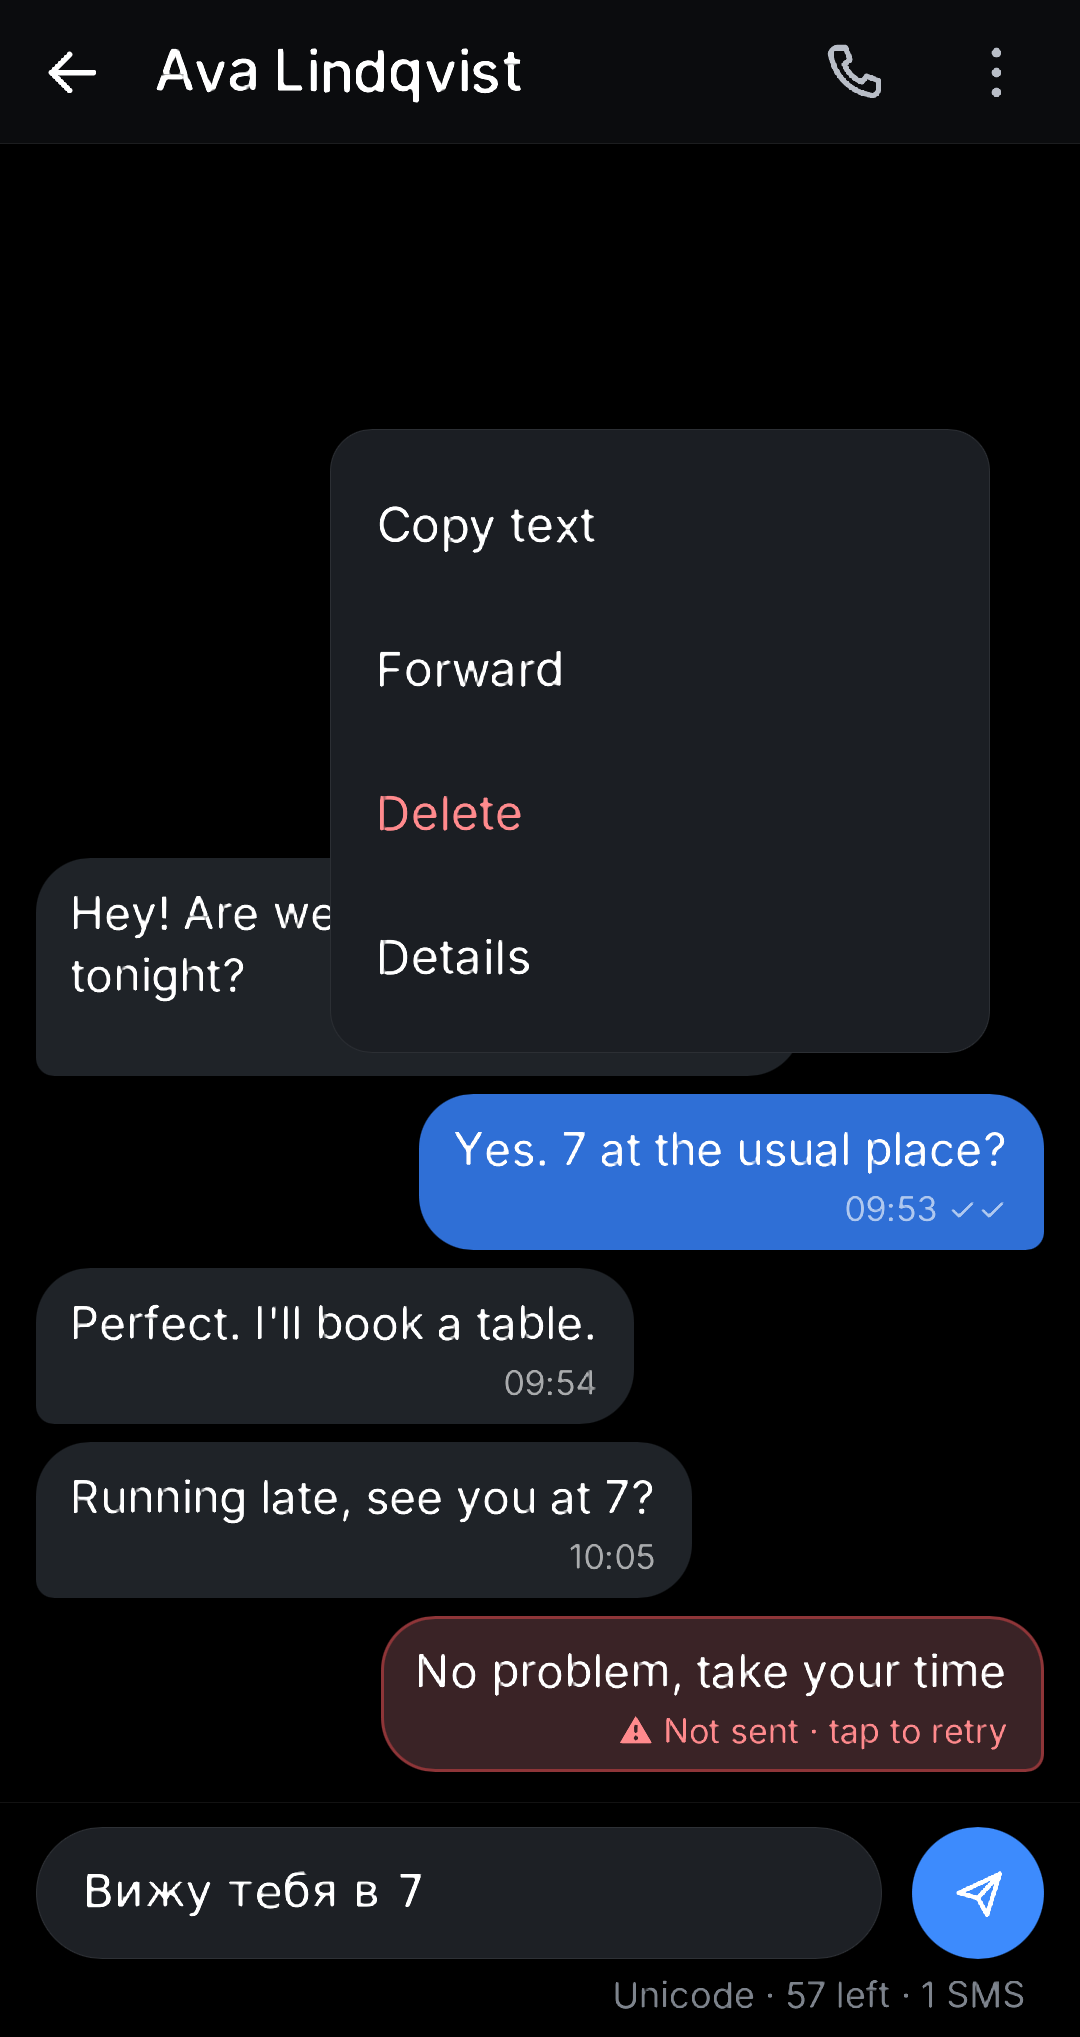 Ava Lindqvist
Copy text
Forward
Delete
Details
Hey! Are we
tonight?
Yes. 7 at the usual place?
09:53
Perfect. I'll book a table.
09:54
Running late, see you at 7?
10:05
No problem, take your time
Not sent · tap to retry
Вижу тебя в 7
Unicode · 57 left · 1 SMS